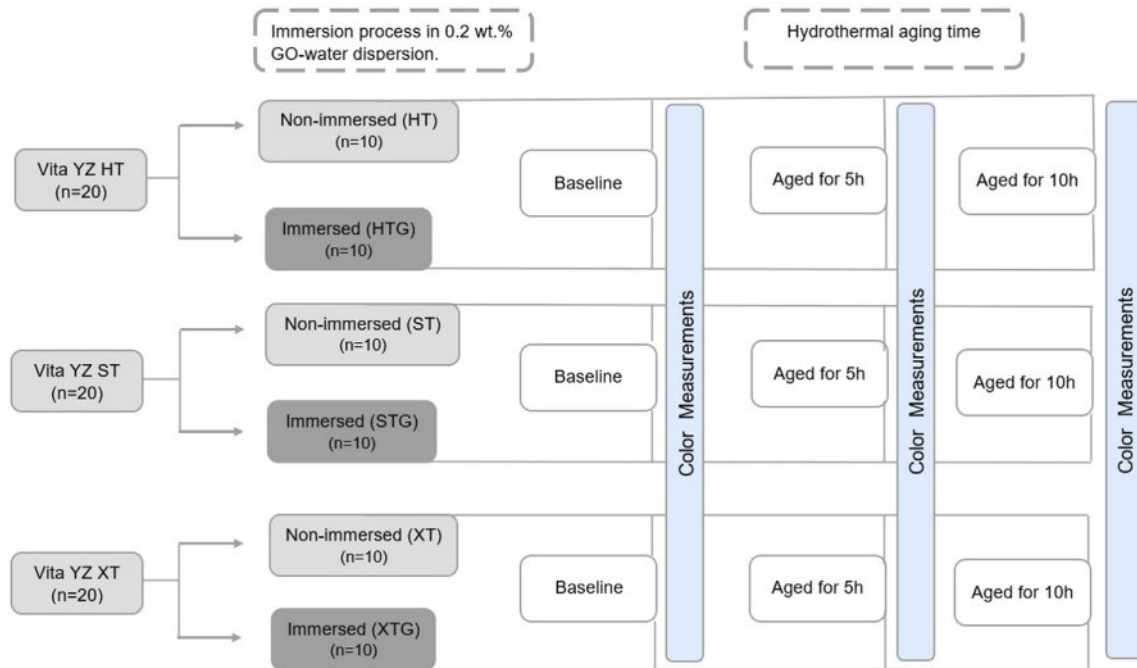 Immersion process in 0.2 wt.%
GO-water dispersion.
Hydrothermal aging time
Vita YZ HT
(n=20)
Non-immersed (HT)
(n=10)
Immersed (HTG)
(n=10)
Baseline
Aged for 5h
Aged for 10h
Vita YZ ST
(n=20)
Non-immersed (ST)
(n=10)
Immersed (STG)
(n=10)
Baseline
Aged for 5h
Aged for 10h
Vita YZ XT
(n=20)
Non-immersed (XT)
(n=10)
Immersed (XTG)
(n=10)
Baseline
Aged for 5h
Aged for 10h
Color Measurements
Color Measurements
Color Measurements